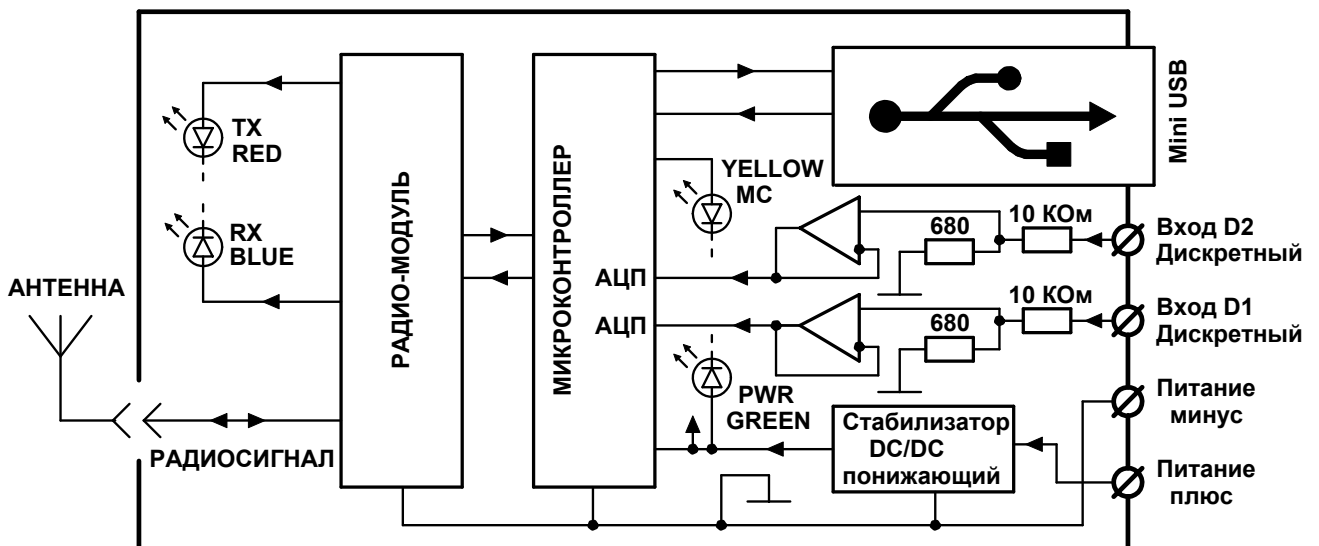 TX
RED
RX
BLUE
АНТЕННА
РАДИОСИГНАЛ
РАДИО-МОДУЛЬ
МИКРОКОНТРОЛЛЕР
YELLOW
MC
АЦП
АЦП
PWR
GREEN
680
10 КОм
680
10 КОм
Стабилизатор
DC/DC
понижающий
Mini USB
Вход D2
Дискретный
Вход D1
Дискретный
Питание
минус
Питание
плюс